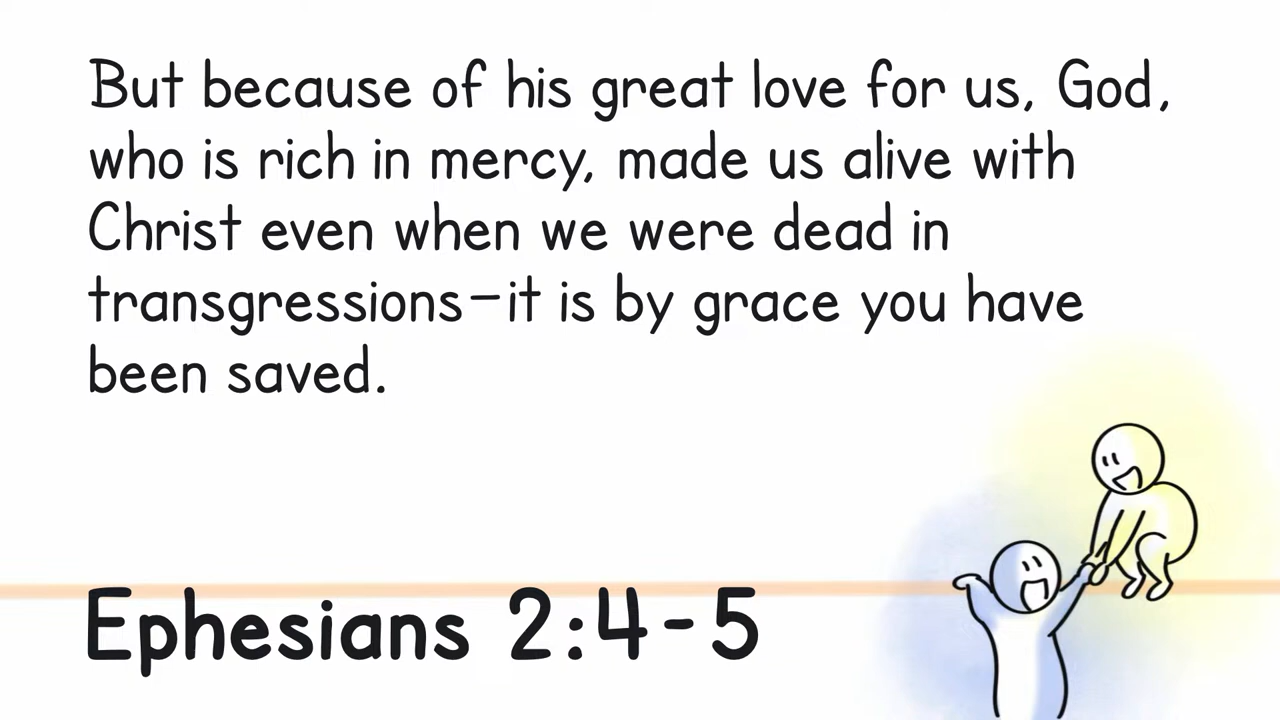 But because of his great love for us, God,
who is rich in mercy, made us alive with
Christ even when we were dead in
transgressions—it is by grace you have
been saved.
Ephesians 2:4-5